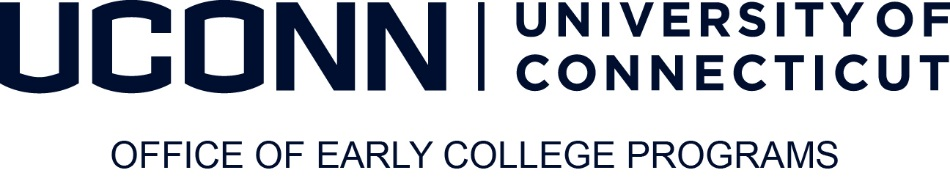 UCONN
UNIVERSITY OF
CONNECTICUT
OFFICE OF EARLY COLLEGE PROGRAMS